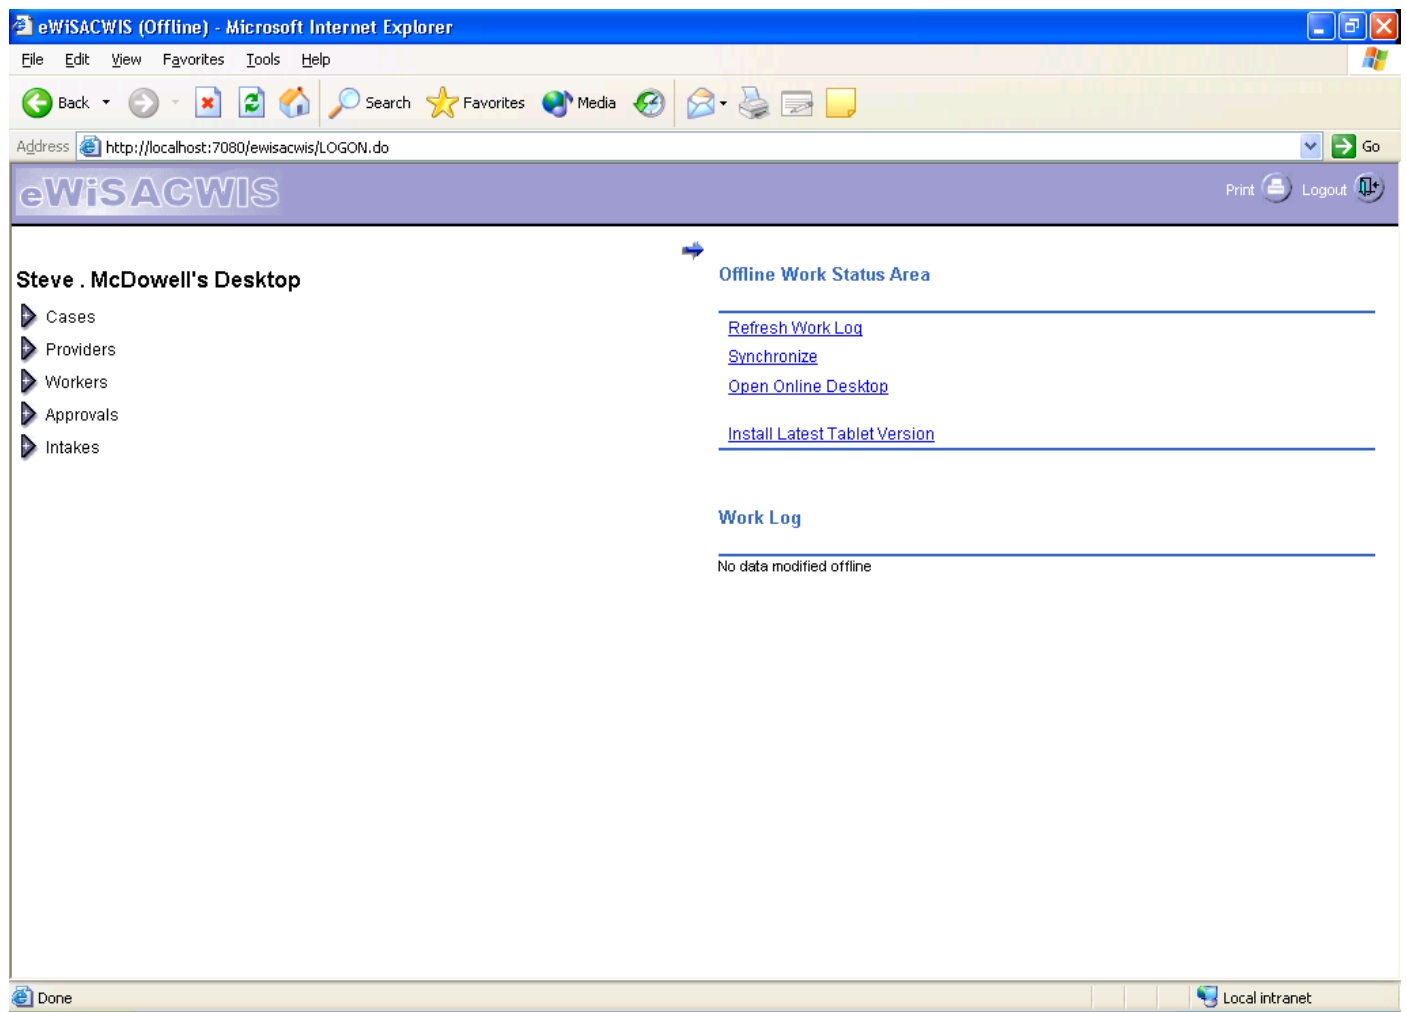 eWiSACWIS (Offline) - Microsoft Internet Explorer
File Edit View Favorites Tools Help
Back Search Favorites Media
Address http://localhost:7080/ewisacwis/LOGON.do Go
eWiSACWIS Print Logout
Steve . McDowell's Desktop
Cases
Providers
Workers
Approvals
Intakes
Offline Work Status Area
Refresh Work Log
Synchronize
Open Online Desktop
Install Latest Tablet Version
Work Log
No data modified offline
Done Local intranet